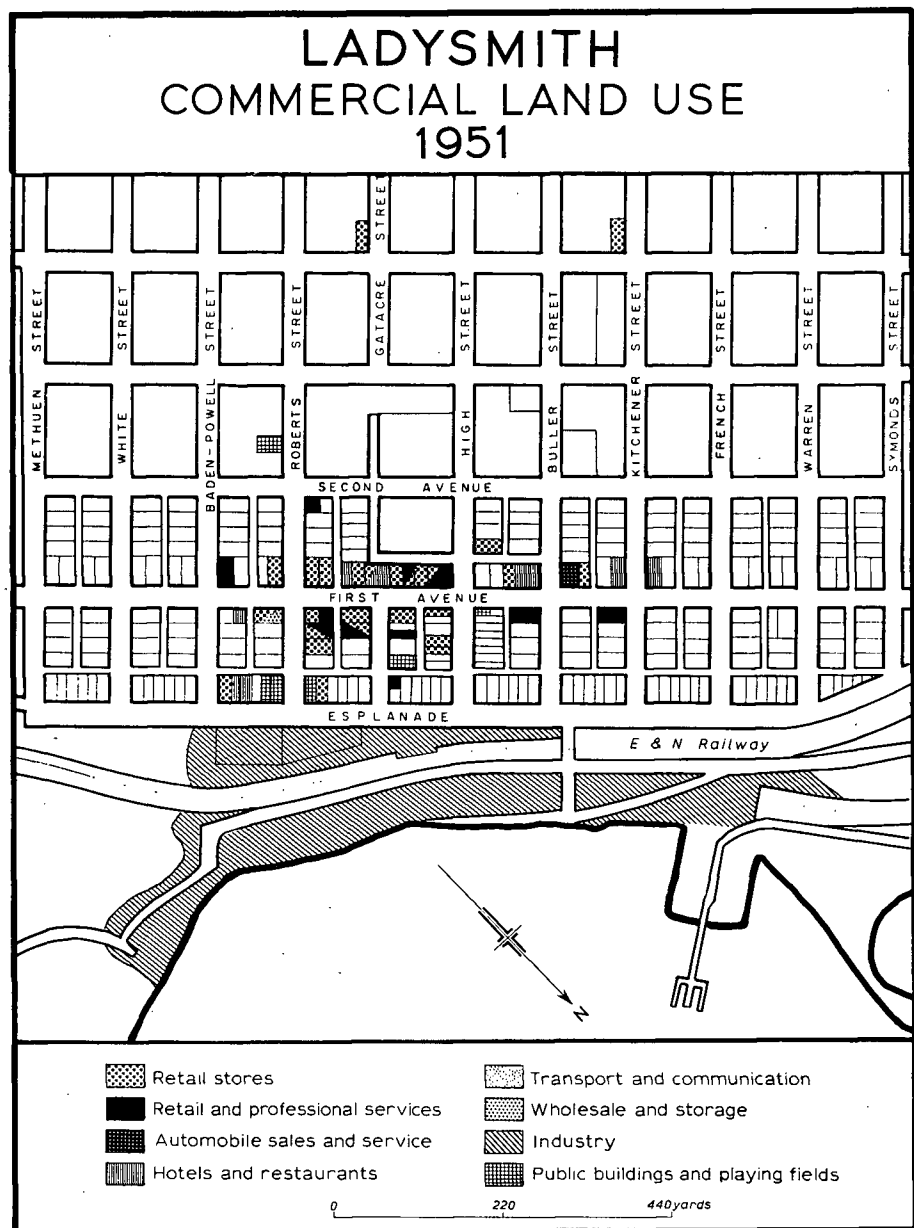 LADYSMITH
COMMERCIAL LAND USE
1951
STREET
METHUEN STREET
WHITE STREET
BADEN-POWELL STREET
ROBERTS STREET
GATACRE
HIGH STREET
BULLER STREET
KITCHENER STREET
FRENCH STREET
WARREN STREET
SYMONDS STREET
SECOND AVENUE
FIRST AVENUE
ESPLANADE
E & N Railway
N
Retail stores
Retail and professional services
Automobile sales and service
Hotels and restaurants
Transport and communication
Wholesale and storage
Industry
Public buildings and playing fields
0 220 440 yards